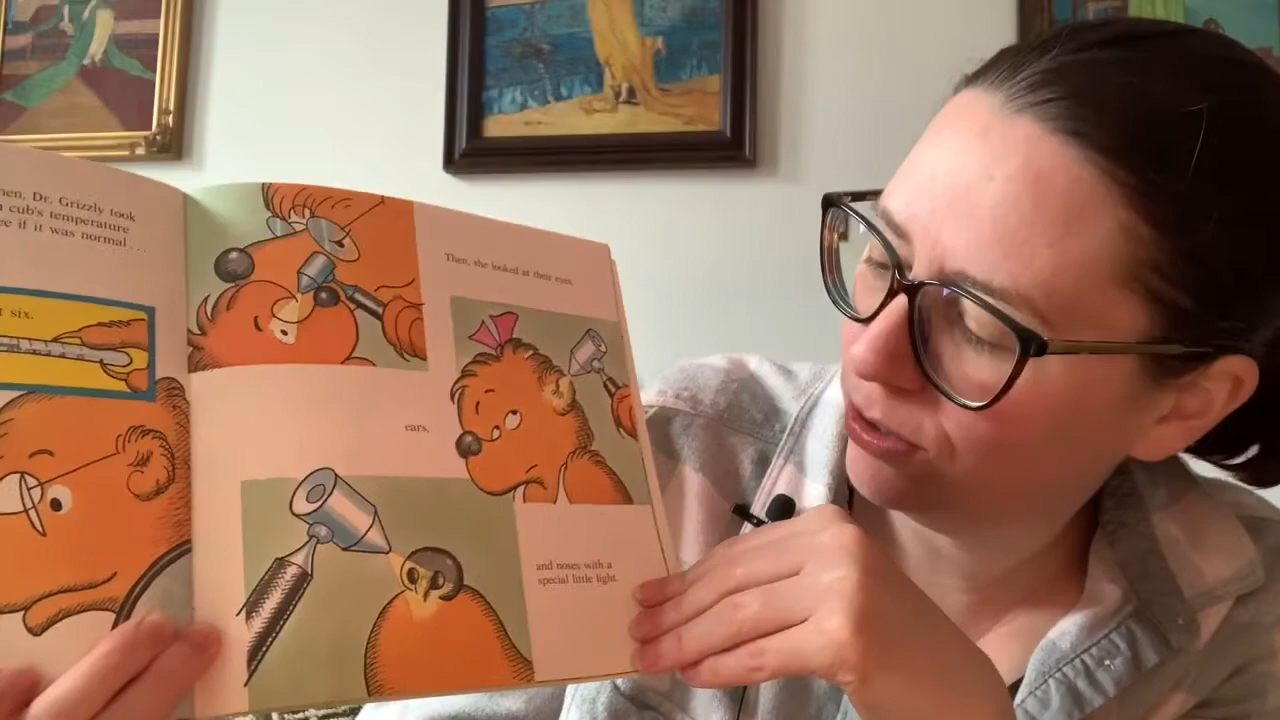 Dr. Grizzly took
cub's temperature
if it was normal . . .
six.
Then, she looked at their eyes,
ears,
and noses with a
special little light.